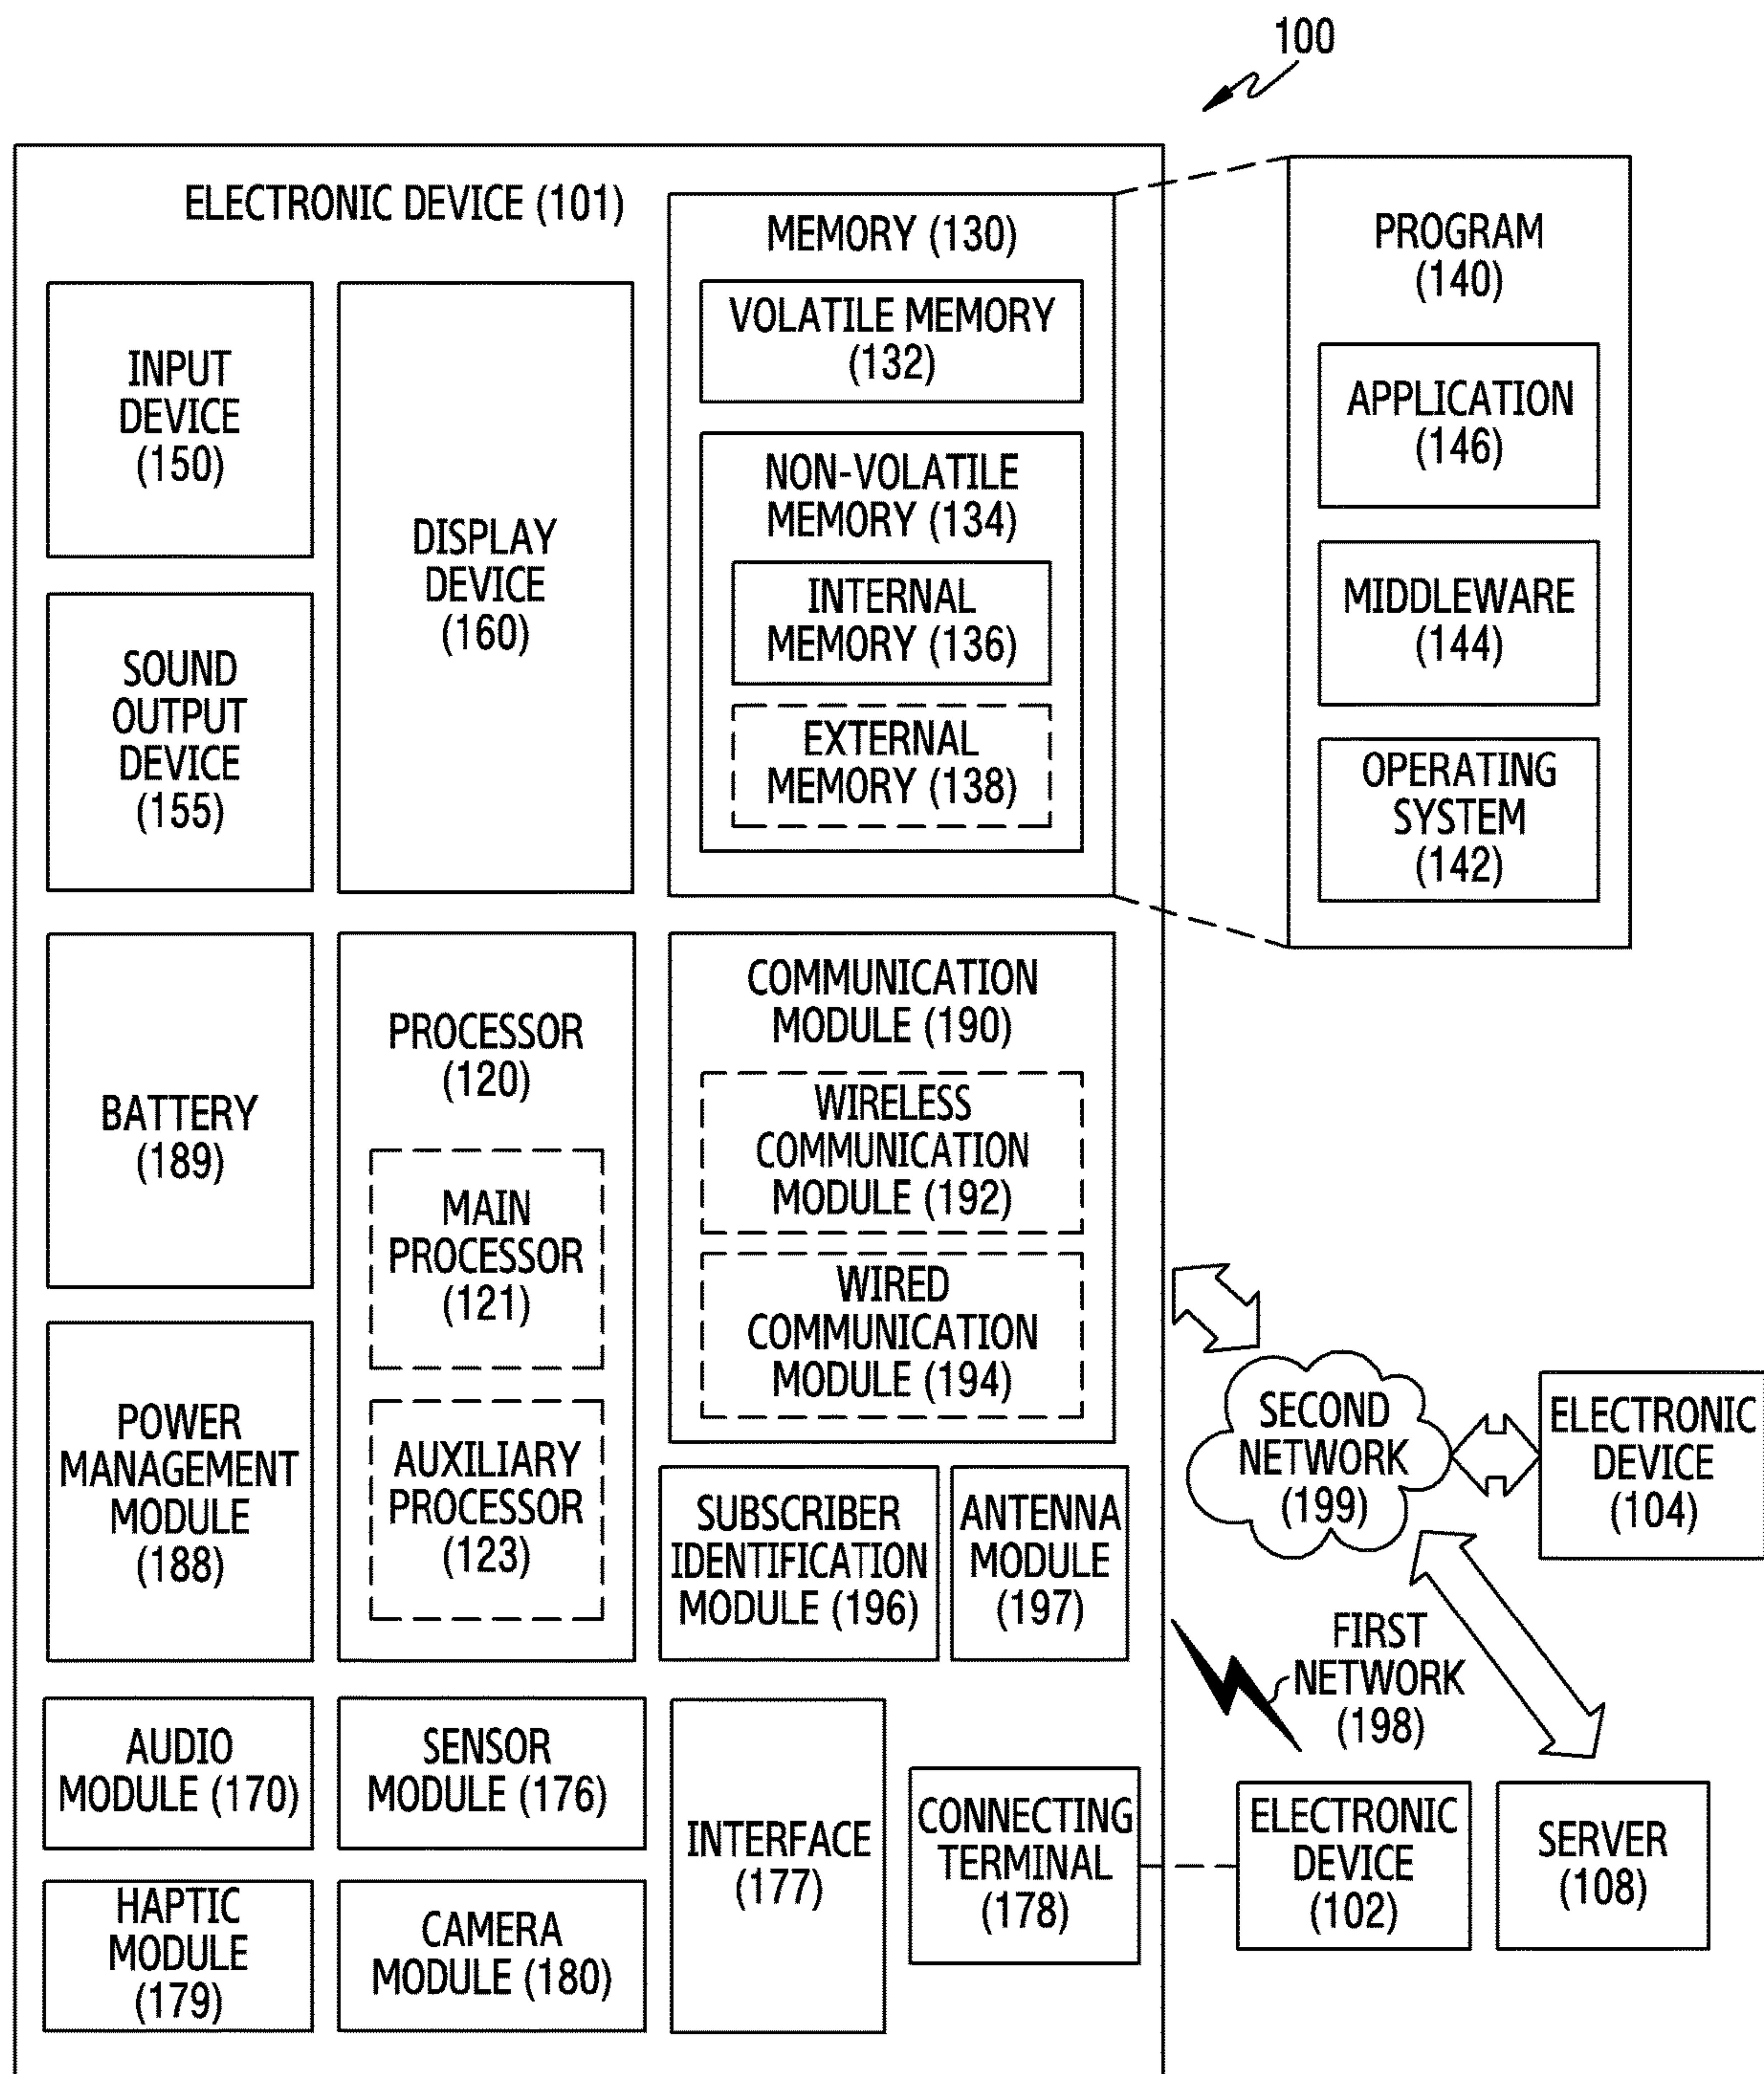 100
ELECTRONIC DEVICE (101)
INPUT
DEVICE
(150)
SOUND
OUTPUT
DEVICE
(155)
DISPLAY
DEVICE
(160)
MEMORY (130)
VOLATILE MEMORY
(132)
NON-VOLATILE
MEMORY (134)
INTERNAL
MEMORY (136)
EXTERNAL
MEMORY (138)
PROGRAM
(140)
APPLICATION
(146)
MIDDLEWARE
(144)
OPERATING
SYSTEM
(142)
BATTERY
(189)
POWER
MANAGEMENT
MODULE
(188)
PROCESSOR
(120)
MAIN
PROCESSOR
(121)
AUXILIARY
PROCESSOR
(123)
COMMUNICATION
MODULE (190)
WIRELESS
COMMUNICATION
MODULE (192)
WIRED
COMMUNICATION
MODULE (194)
SUBSCRIBER
IDENTIFICATION
MODULE (196)
ANTENNA
MODULE
(197)
SECOND
NETWORK
(199)
ELECTRONIC
DEVICE
(104)
FIRST
NETWORK
(198)
AUDIO
MODULE (170)
SENSOR
MODULE (176)
HAPTIC
MODULE
(179)
CAMERA
MODULE (180)
INTERFACE
(177)
CONNECTING
TERMINAL
(178)
ELECTRONIC
DEVICE
(102)
SERVER
(108)